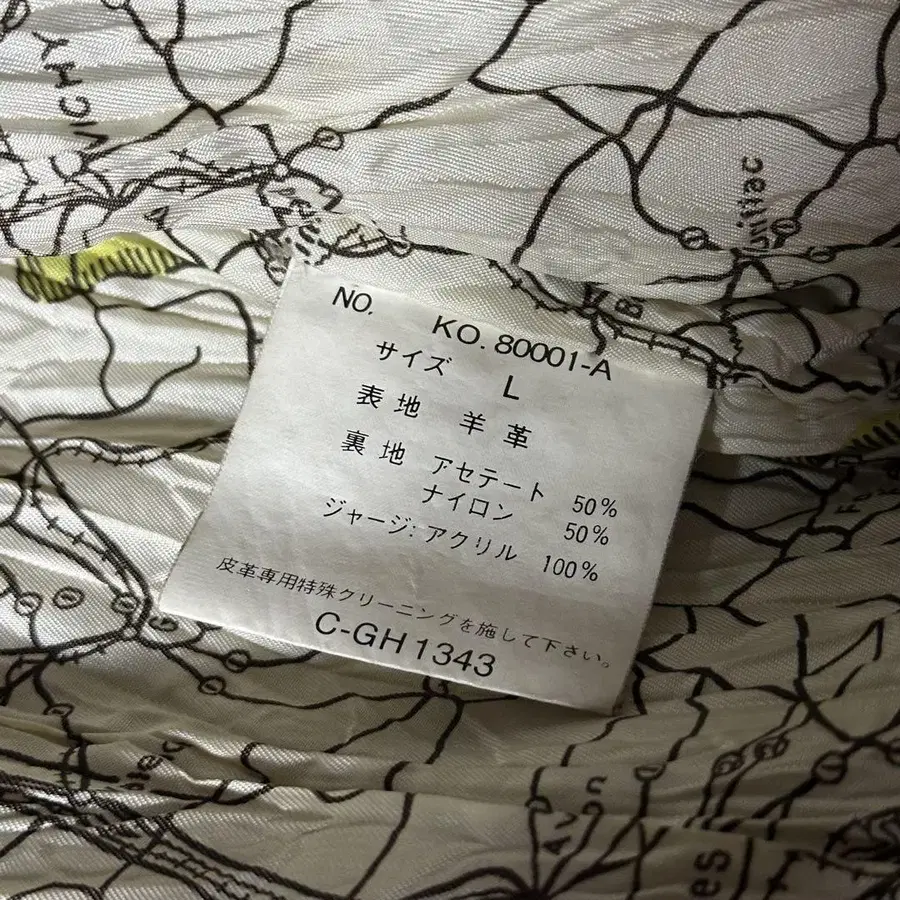 VICHY
NO. KO.80001-A
サイズ L
表地 羊革
裏地 アセテート 50%
ナイロン 50%
ジャージ:アクリル 100%
皮革専用特殊クリーニングを施して下さい。
C-GH1343